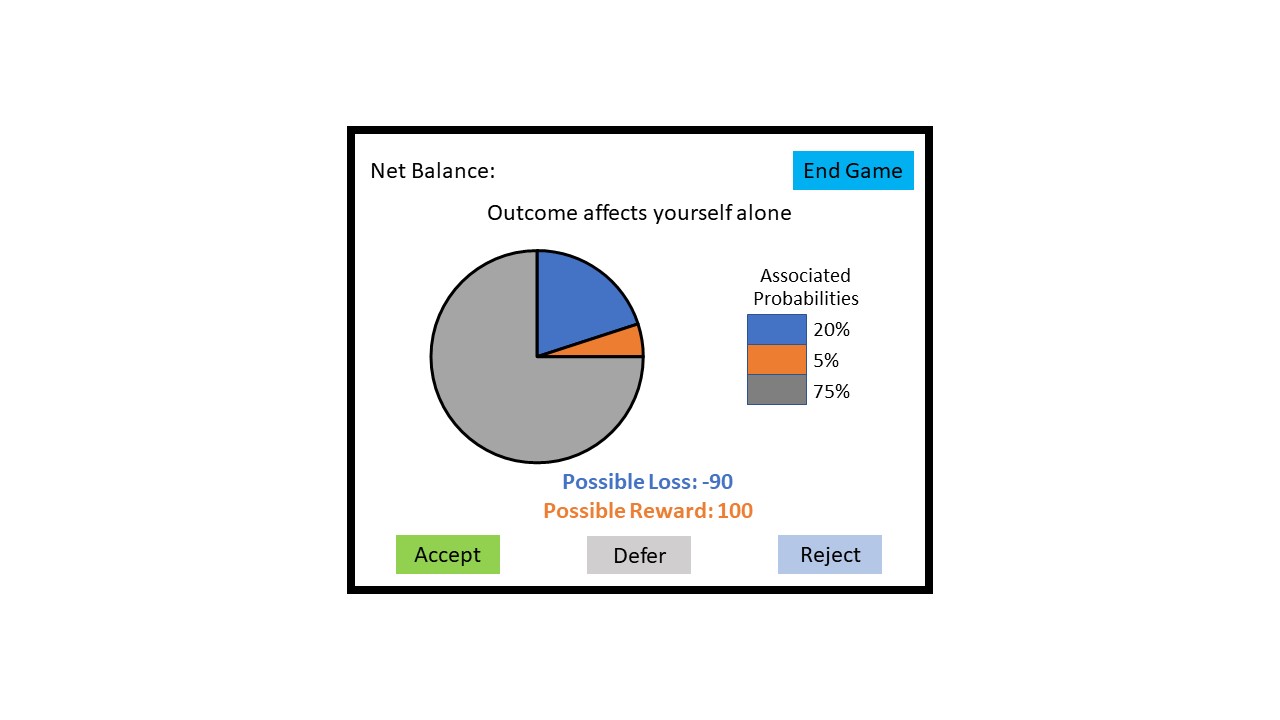 Net Balance:
End Game
Outcome affects yourself alone
Associated
Probabilities
20%
5%
75%
Possible Loss: -90
Possible Reward: 100
Accept
Defer
Reject